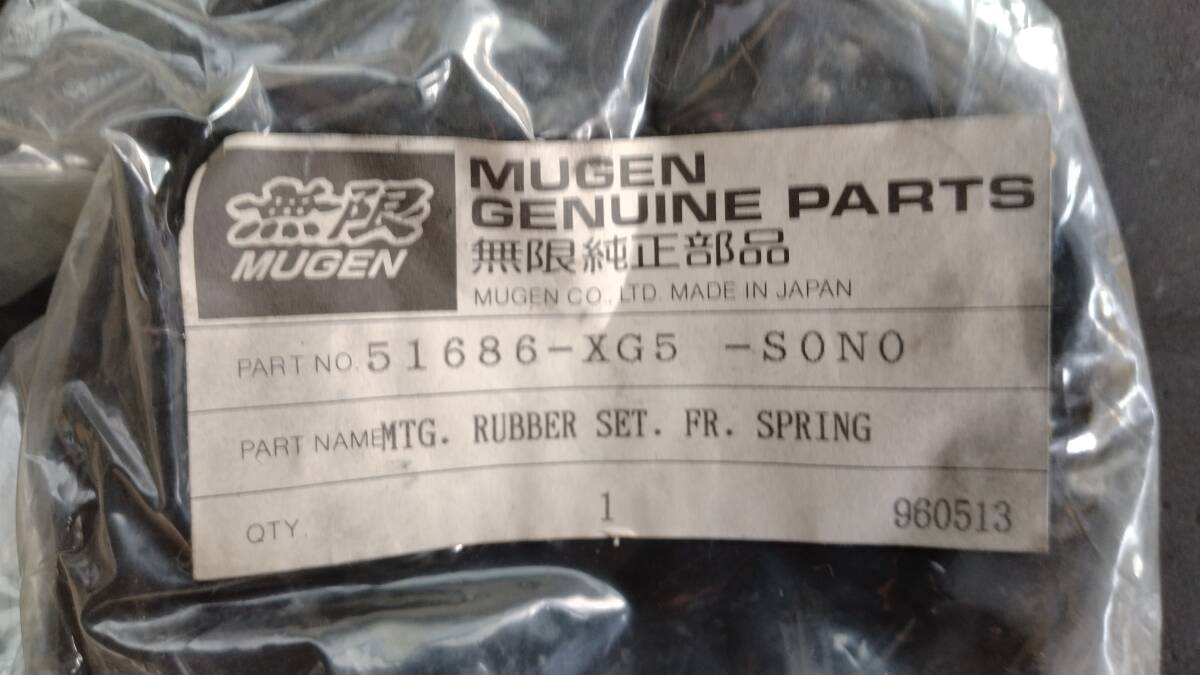 無限
MUGEN
MUGEN
GENUINE PARTS
無限純正部品
MUGEN CO., LTD. MADE IN JAPAN
PART NO. 51686-XG5 -SONO
PART NAME MTG. RUBBER SET. FR. SPRING
QTY. 1 960513